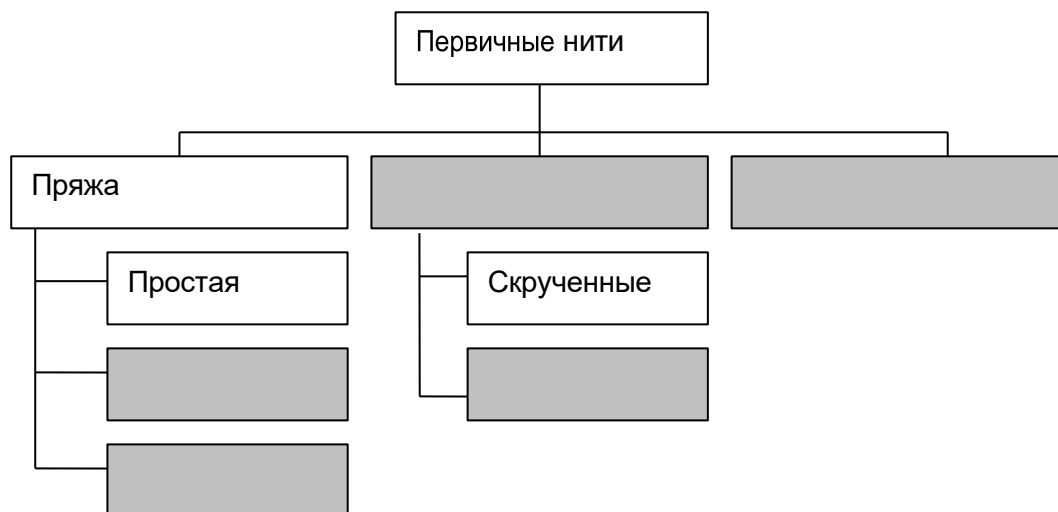 Первичные нити
Пряжа
Простая
Скрученные